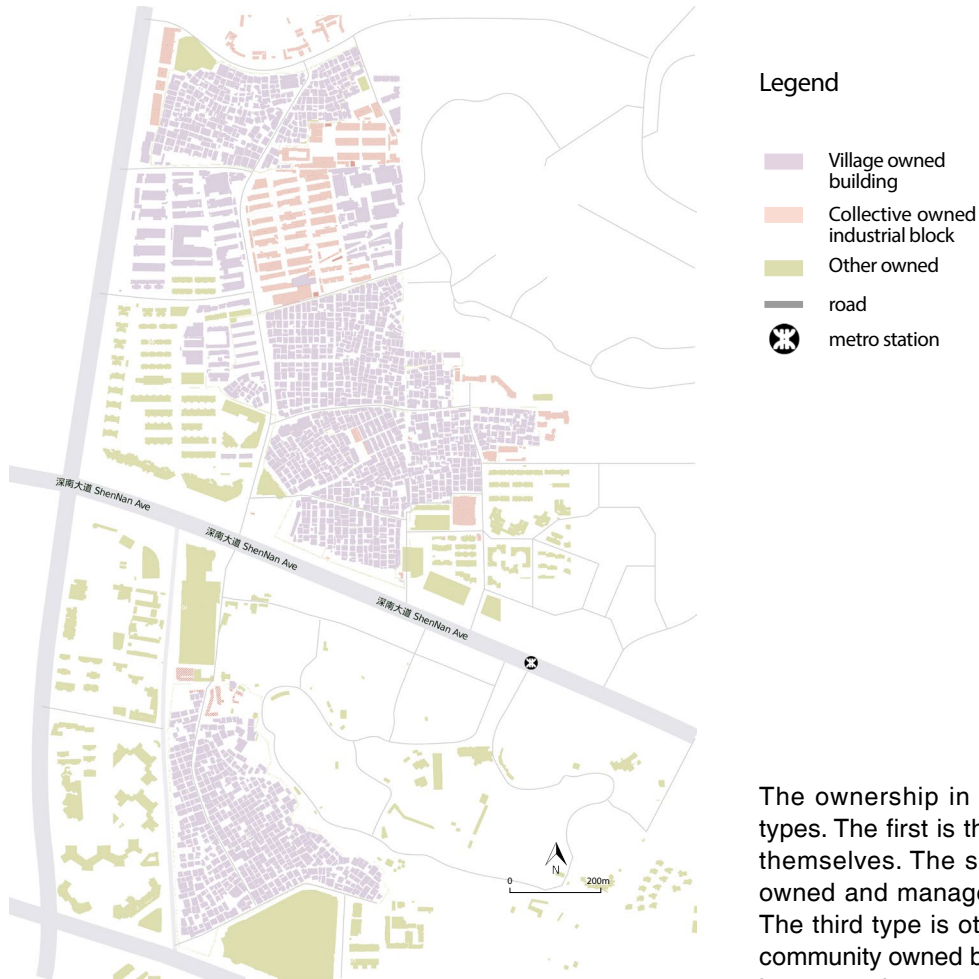 Legend
Village owned
building
Collective owned
industrial block
Other owned
road
metro station
深南大道 ShenNan Ave
深南大道 ShenNan Ave
深南大道 ShenNan Ave
N
0 200m
The ownership in
types. The first is th
themselves. The s
owned and manage
The third type is ot
community owned b